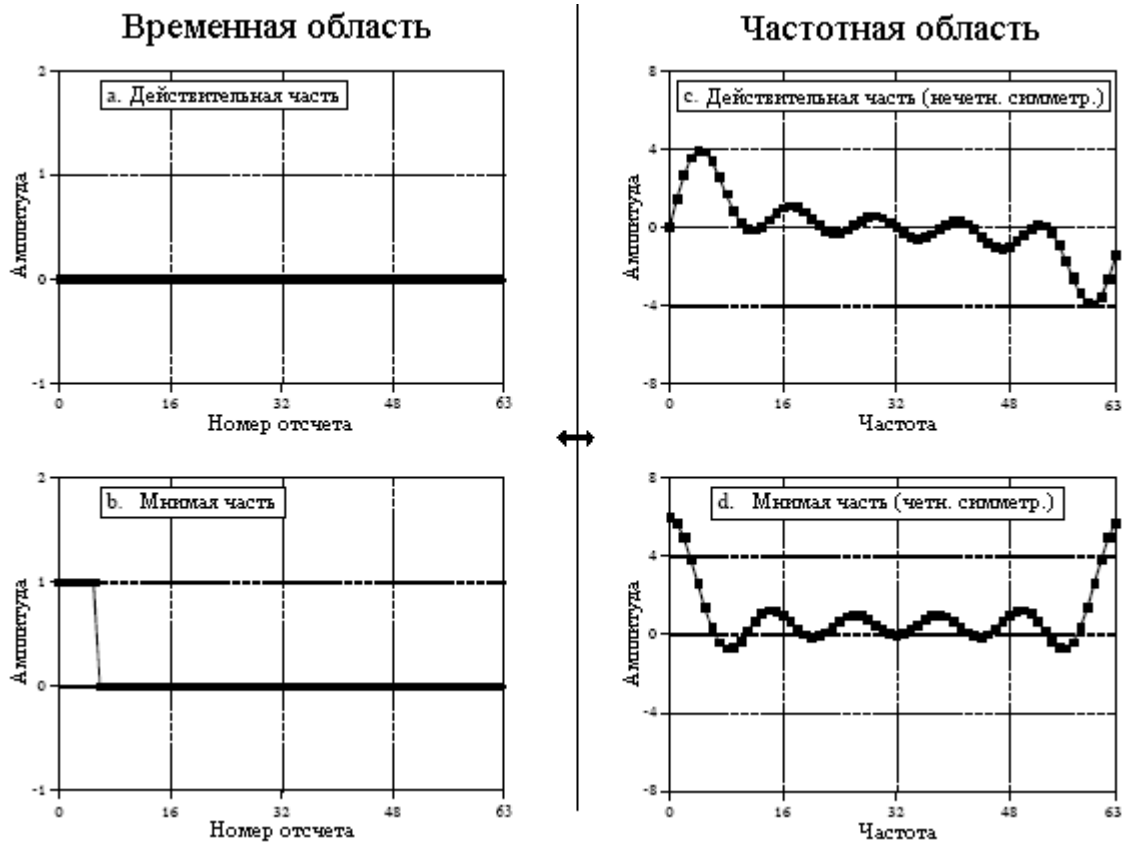 Временная область
Частотная область
2
a. Действительная часть
1
Амплитуда
0
-1
0 16 32 48 63
Номер отсчета
8
c. Действительная часть (нечетн. симметр.)
4
Амплитуда
0
-4
-8
0 16 32 48 63
Частота
2
b. Мнимая часть
1
Амплитуда
0
-1
0 16 32 48 63
Номер отсчета
8
d. Мнимая часть (четн. симметр.)
4
Амплитуда
0
-4
-8
0 16 32 48 63
Частота